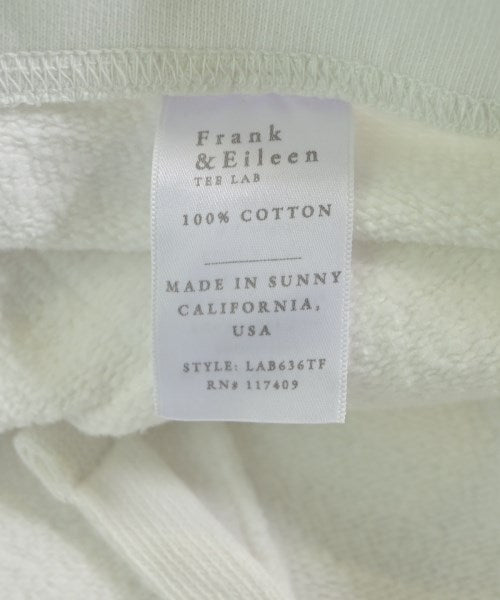 Frank
& Eileen
TEE LAB
100% COTTON
MADE IN SUNNY
CALIFORNIA,
USA
STYLE: LAB636TF
RN# 117409